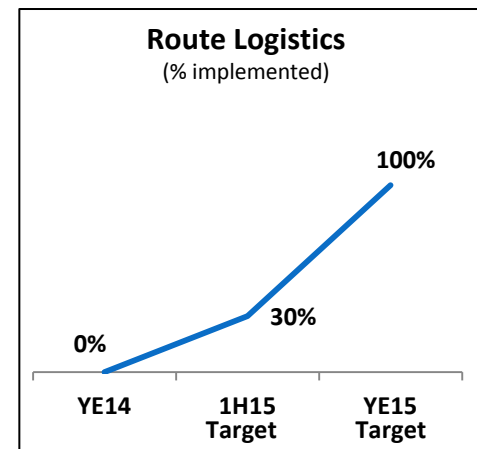 Route Logistics
(% implemented)
100%
30%
0%
YE14
1H15
Target
YE15
Target